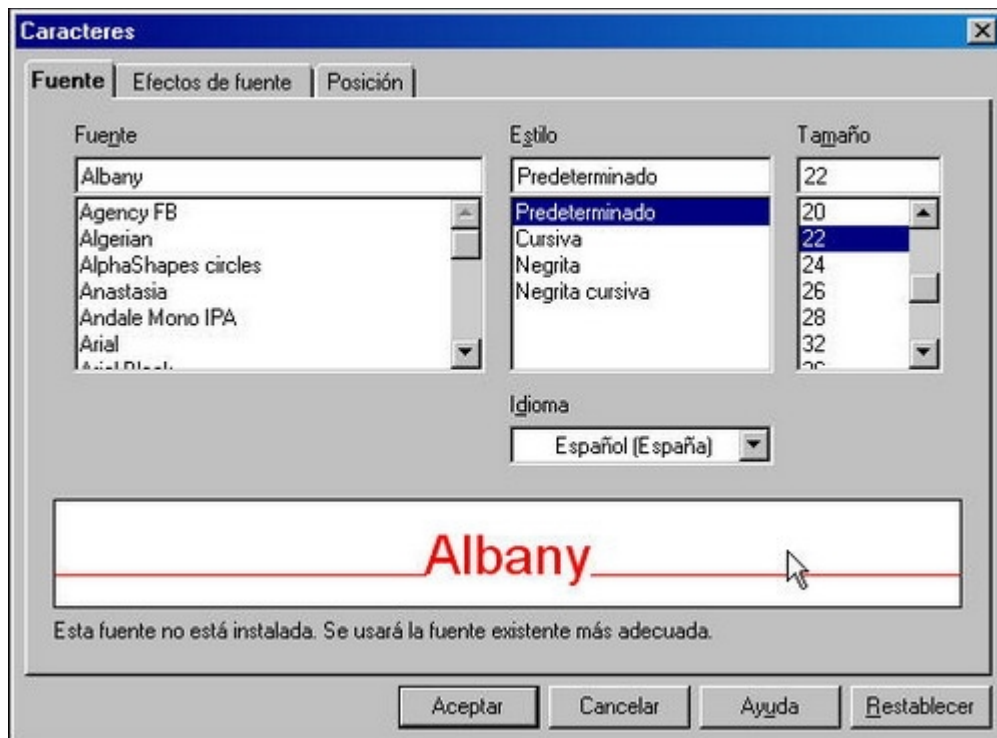 Caracteres
Fuente Efectos de fuente Posición
Fuente Estilo Tamaño
Albany Predeterminado 22
Agency FB Predeterminado 20
Algerian Cursiva 22
AlphaShapes circles Negrita 24
Anastasia Negrita cursiva 26
Andale Mono IPA 28
Arial 32
Arial Black
Idioma
Español (España)
Albany
Esta fuente no está instalada. Se usará la fuente existente más adecuada.
Aceptar Cancelar Ayuda Restablecer